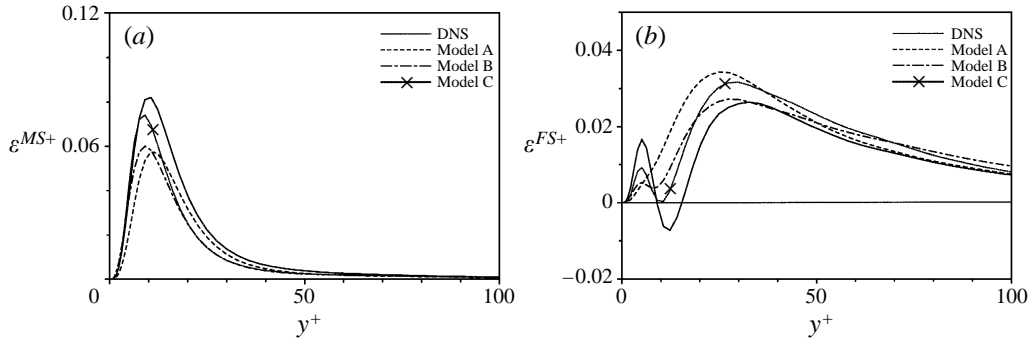 (a)
DNS
Model A
Model B
Model C
0.12
0.06
0
50
100
ε^{MS+}
y^+
(b)
DNS
Model A
Model B
Model C
0.04
0.02
0
−0.02
0
50
100
ε^{FS+}
y^+